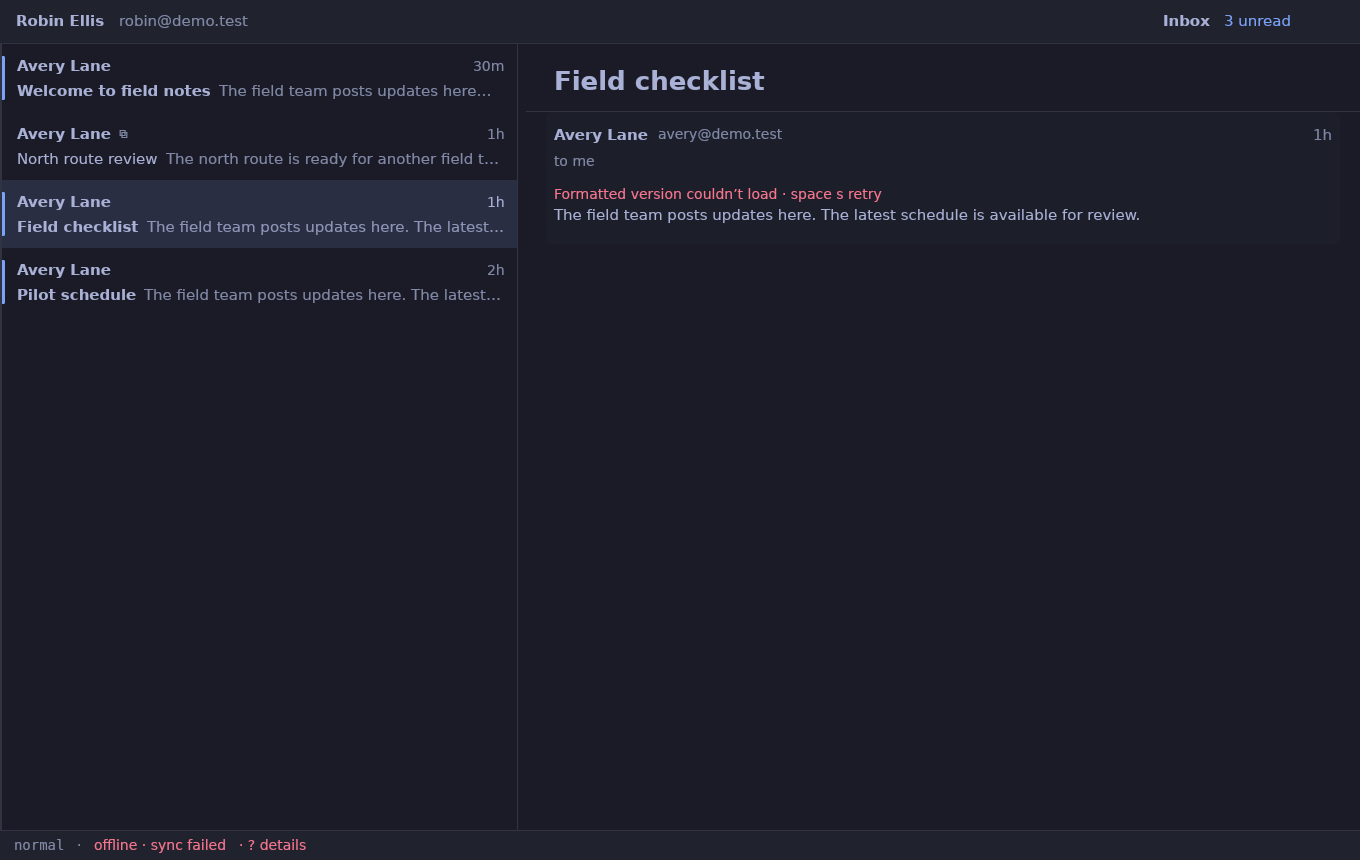 Robin Ellis robin@demo.test Inbox 3 unread
Avery Lane 30m
Welcome to field notes The field team posts updates here…
Avery Lane 1h
North route review The north route is ready for another field t…
Avery Lane 1h
Field checklist The field team posts updates here. The latest…
Avery Lane 2h
Pilot schedule The field team posts updates here. The latest…
Field checklist
Avery Lane avery@demo.test 1h
to me
Formatted version couldn’t load · space s retry
The field team posts updates here. The latest schedule is available for review.
normal · offline · sync failed · ? details